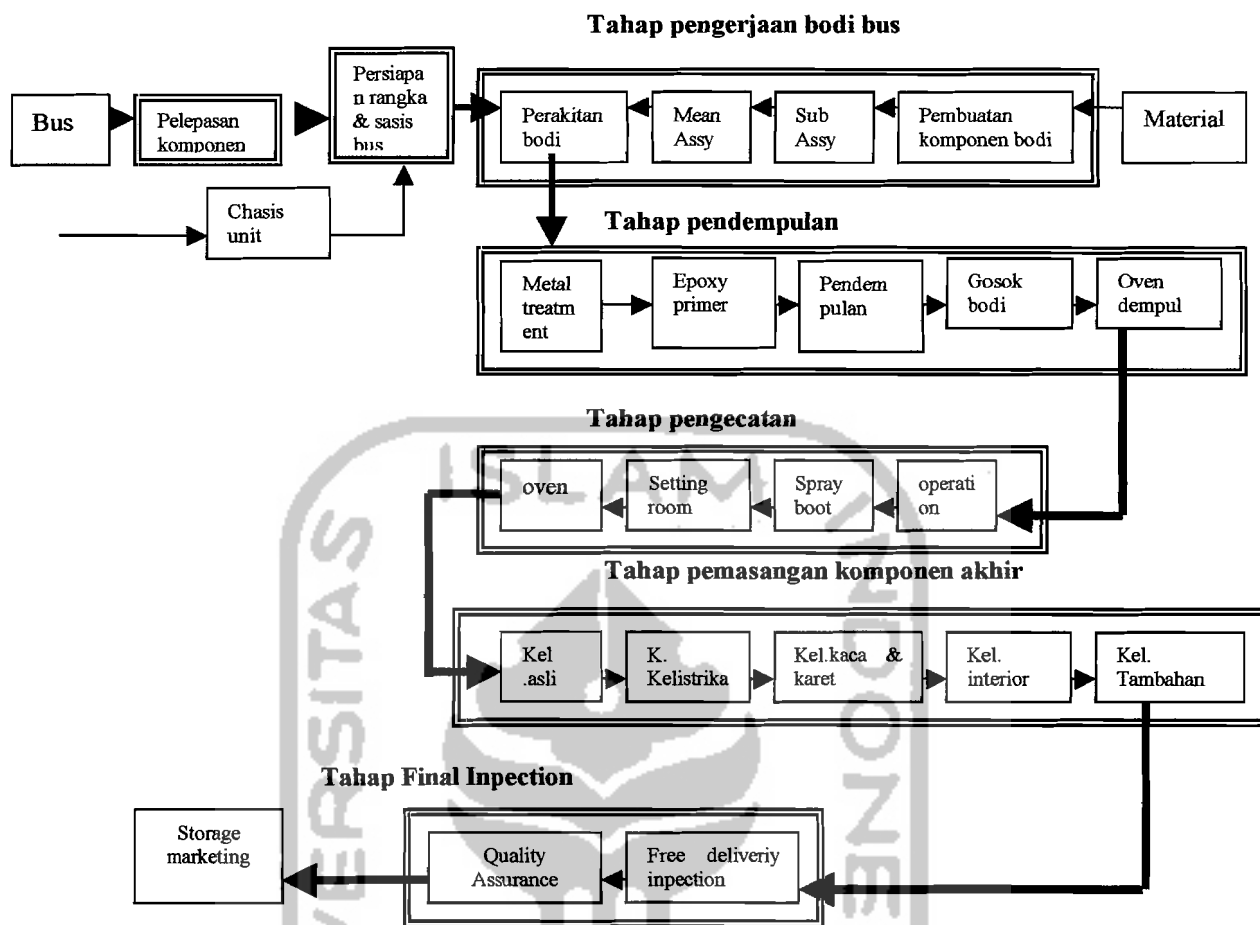 Tahap pengerjaan bodi bus
Bus
Pelepasan
komponen
Persiapa
n rangka
& sasis
bus
Perakitan
bodi
Mean
Assy
Sub
Assy
Pembuatan
komponen bodi
Material
Chasis
unit
Tahap pendempulan
Metal
treatm
ent
Epoxy
primer
Pendem
pulan
Gosok
bodi
Oven
dempul
Tahap pengecatan
oven
Setting
room
Spray
boot
operati
on
Tahap pemasangan komponen akhir
Kel
.asli
K.
Kelistrika
Kel.kaca &
karet
Kel.
interior
Kel.
Tambahan
Tahap Final Inpection
Storage
marketing
Quality
Assurance
Free deliveriy
inpection
ISLAM
VERSITAS
INDONE